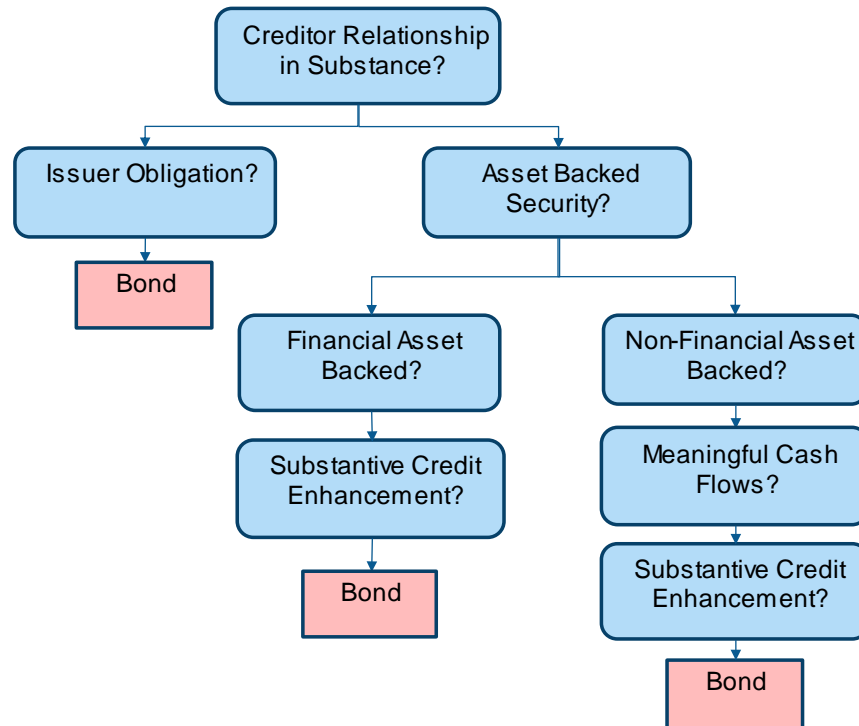 Creditor Relationship
in Substance?
Issuer Obligation?
Asset Backed
Security?
Bond
Financial Asset
Backed?
Non-Financial Asset
Backed?
Substantive Credit
Enhancement?
Meaningful Cash
Flows?
Bond
Substantive Credit
Enhancement?
Bond